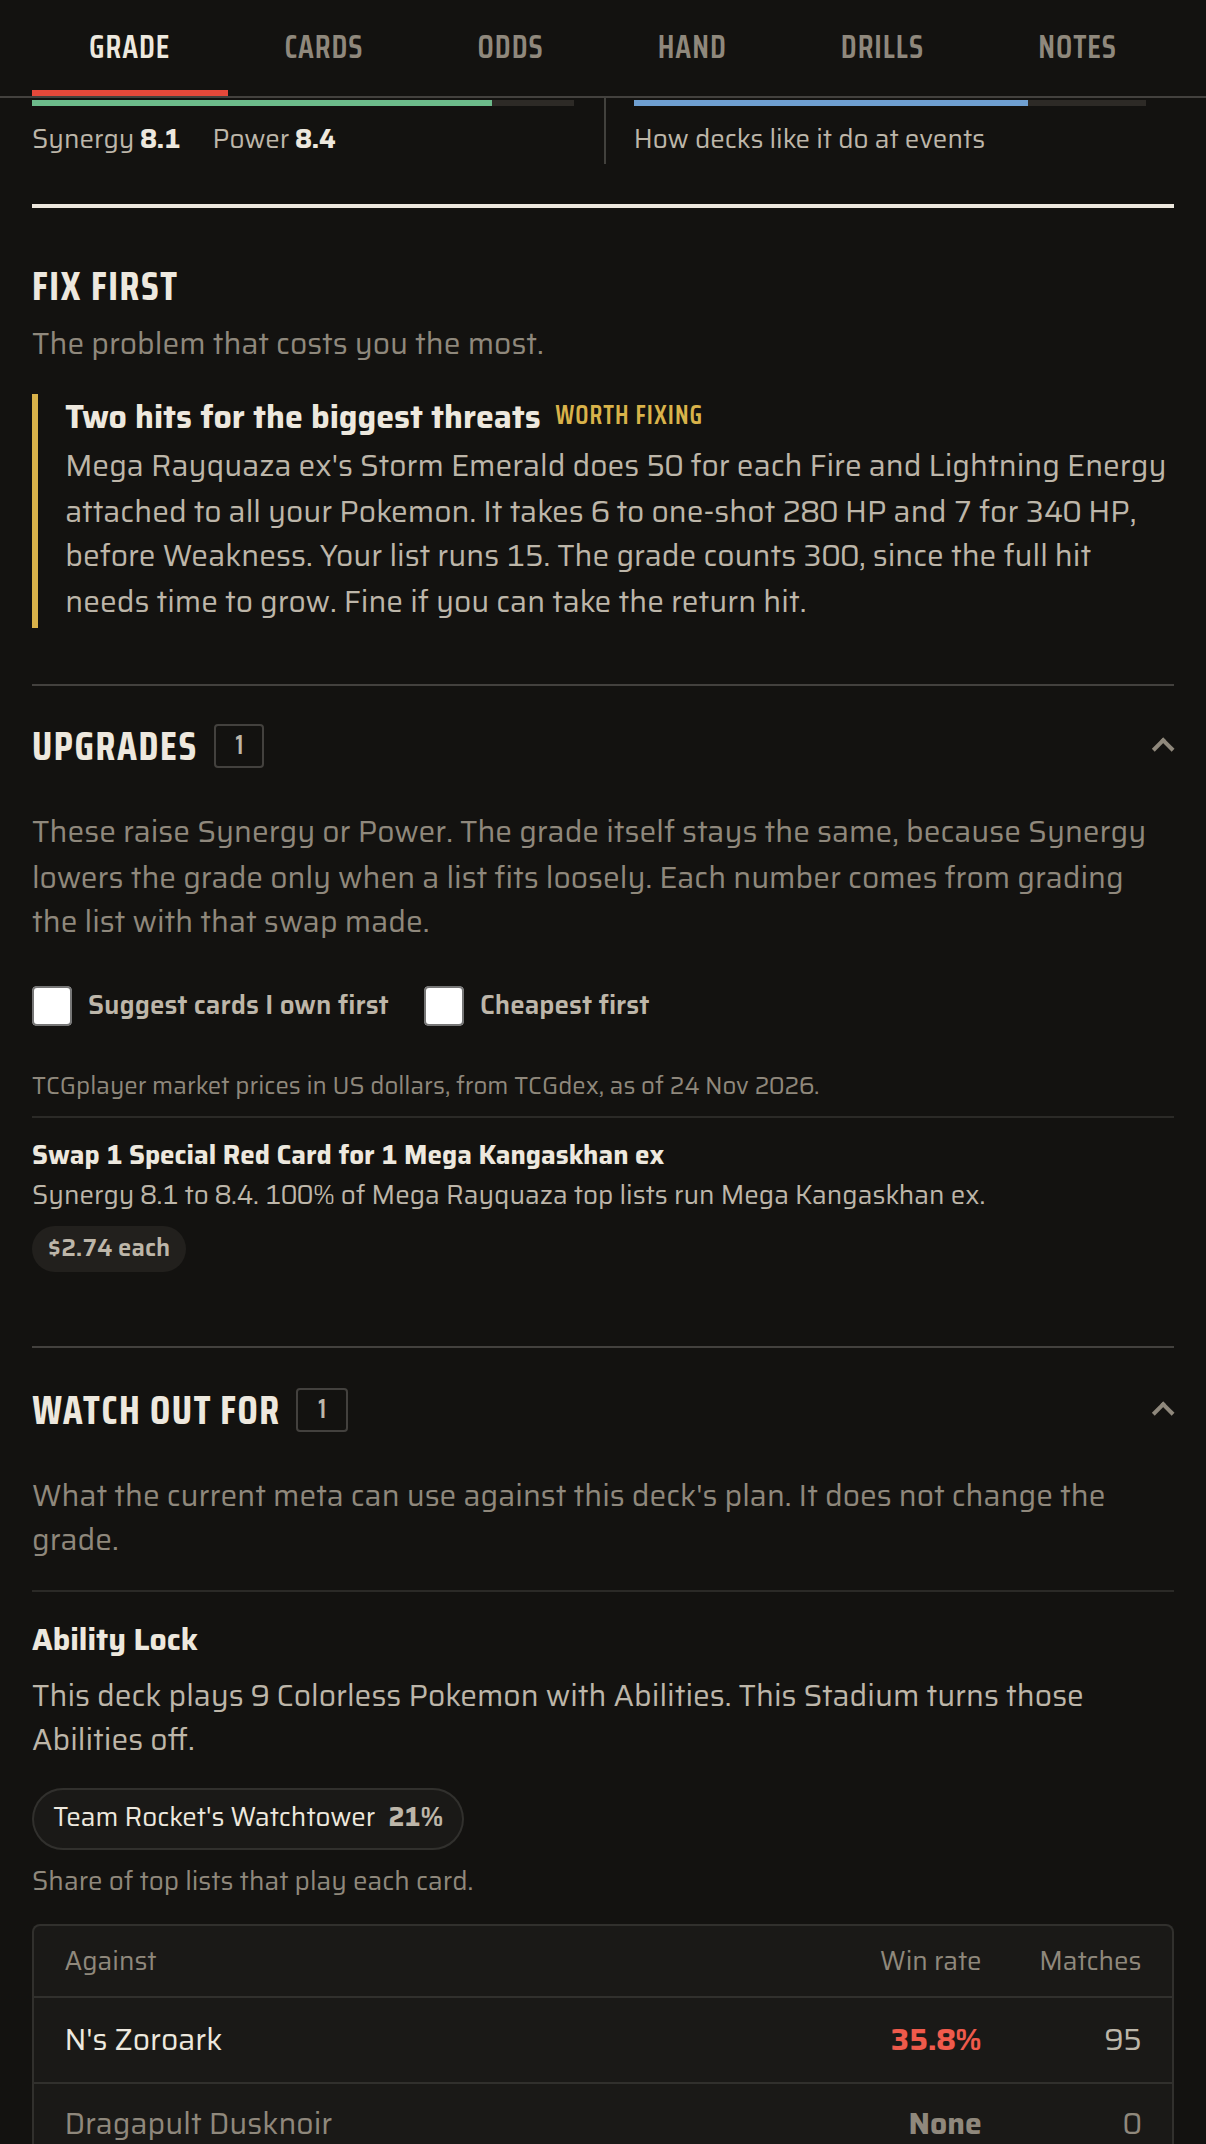 GRADE CARDS ODDS HAND DRILLS NOTES
Synergy 8.1 Power 8.4
How decks like it do at events
FIX FIRST
The problem that costs you the most.
Two hits for the biggest threats WORTH FIXING
Mega Rayquaza ex's Storm Emerald does 50 for each Fire and Lightning Energy
attached to all your Pokemon. It takes 6 to one-shot 280 HP and 7 for 340 HP,
before Weakness. Your list runs 15. The grade counts 300, since the full hit
needs time to grow. Fine if you can take the return hit.
UPGRADES 1
These raise Synergy or Power. The grade itself stays the same, because Synergy
lowers the grade only when a list fits loosely. Each number comes from grading
the list with that swap made.
Suggest cards I own first Cheapest first
TCGplayer market prices in US dollars, from TCGdex, as of 24 Nov 2026.
Swap 1 Special Red Card for 1 Mega Kangaskhan ex
Synergy 8.1 to 8.4. 100% of Mega Rayquaza top lists run Mega Kangaskhan ex.
$2.74 each
WATCH OUT FOR 1
What the current meta can use against this deck's plan. It does not change the
grade.
Ability Lock
This deck plays 9 Colorless Pokemon with Abilities. This Stadium turns those
Abilities off.
Team Rocket's Watchtower 21%
Share of top lists that play each card.
Against Win rate Matches
N's Zoroark 35.8% 95
Dragapult Dusknoir None 0